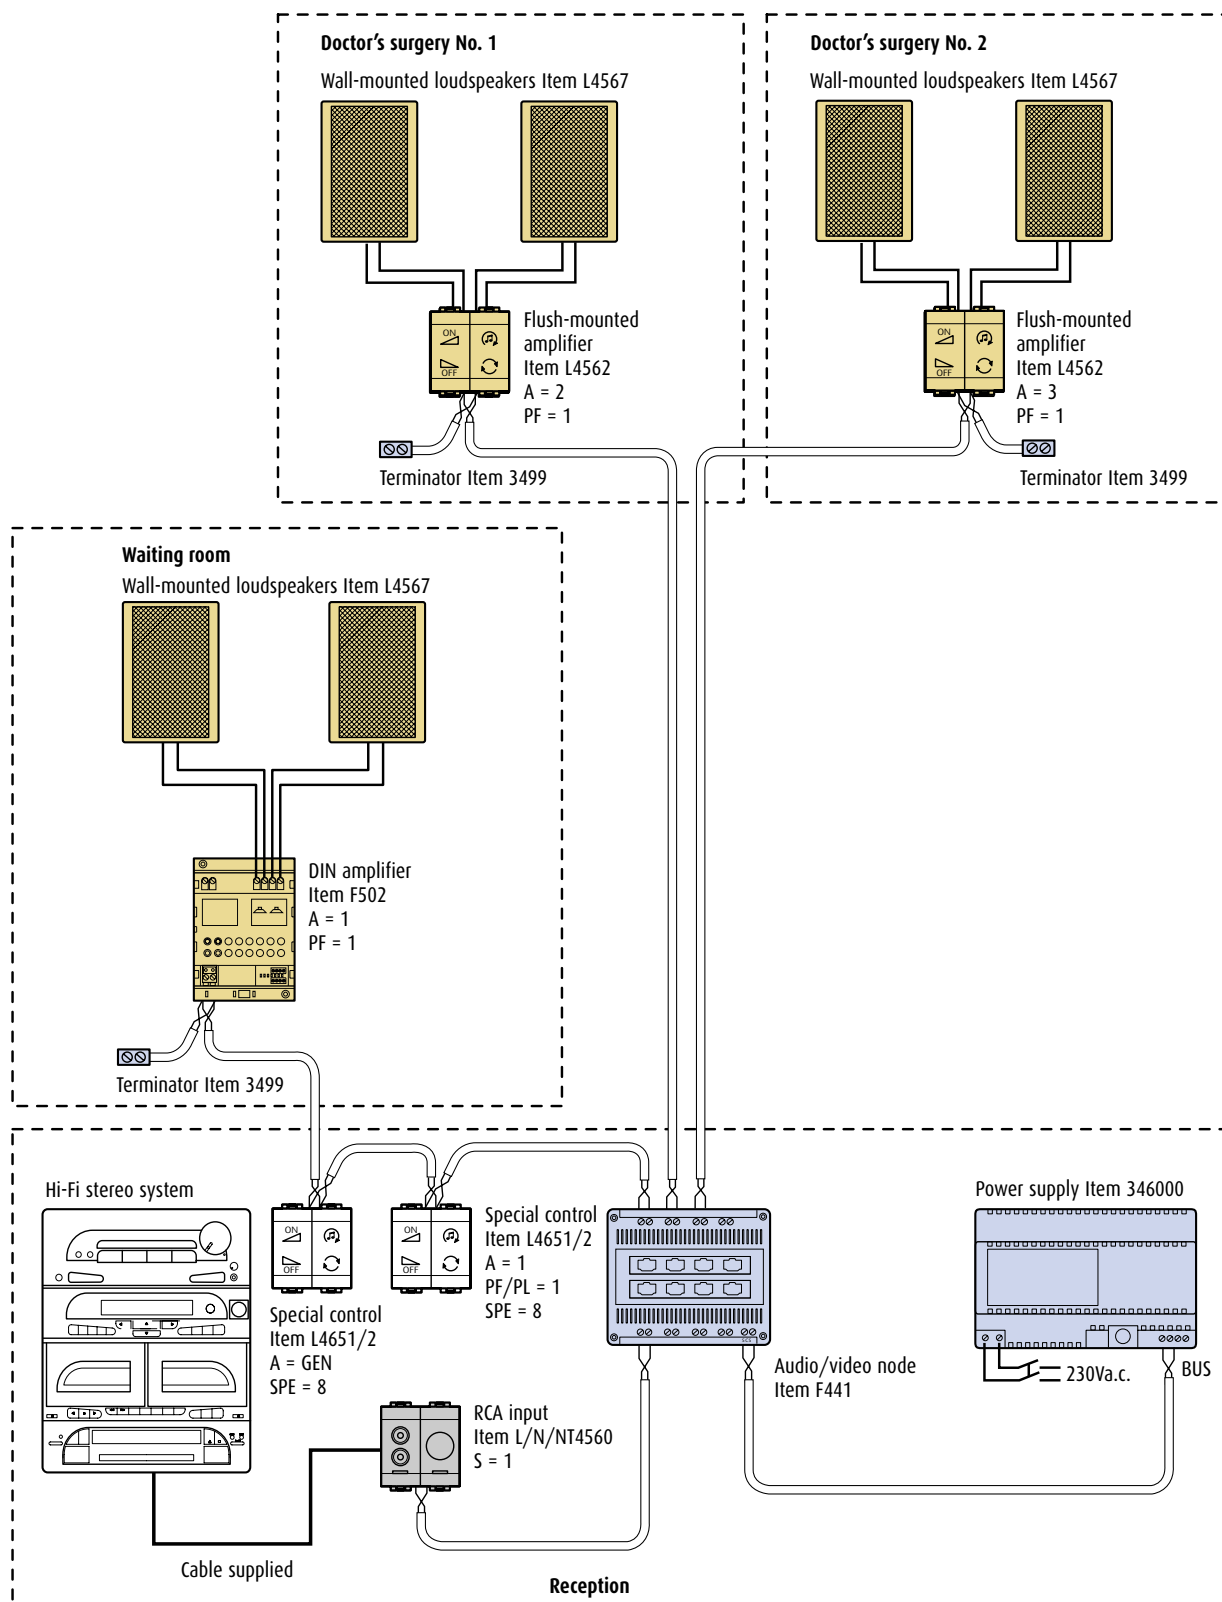 Doctor's surgery No. 1
Wall-mounted loudspeakers Item L4567
ON
OFF
Flush-mounted
amplifier
Item L4562
A = 2
PF = 1
Terminator Item 3499
Doctor's surgery No. 2
Wall-mounted loudspeakers Item L4567
ON
OFF
Flush-mounted
amplifier
Item L4562
A = 3
PF = 1
Terminator Item 3499
Waiting room
Wall-mounted loudspeakers Item L4567
DIN amplifier
Item F502
A = 1
PF = 1
Terminator Item 3499
Hi-Fi stereo system
ON
OFF
Special control
Item L4651/2
A = GEN
SPE = 8
ON
OFF
Special control
Item L4651/2
A = 1
PF/PL = 1
SPE = 8
SCS
Audio/video node
Item F441
Power supply Item 346000
230Va.c.
BUS
RCA input
Item L/N/NT4560
S = 1
Cable supplied
Reception